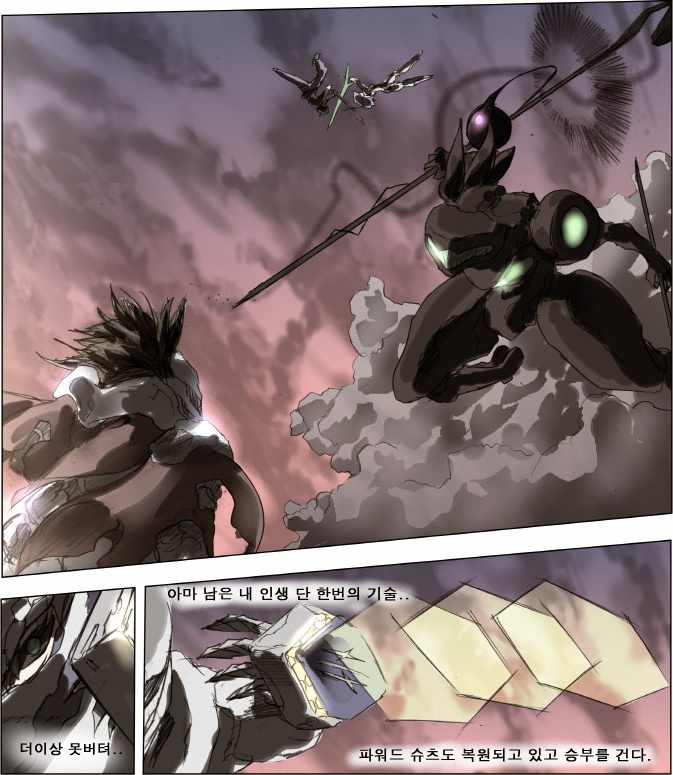 더이상 못버텨..
아마 남은 내 인생 단 한번의 기술..
파워드 슈츠도 복원되고 있고 승부를 건다.